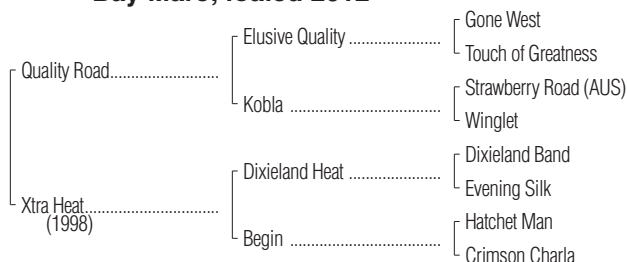 Bay Mare; foaled 2012
Gone West
Elusive Quality ......................
Touch of Greatness
Quality Road..........................
Strawberry Road (AUS)
Kobla ....................................
Winglet
Dixieland Band
Dixieland Heat ......................
Evening Silk
Xtra Heat................................
(1998)
Hatchet Man
Begin ....................................
Crimson Charla